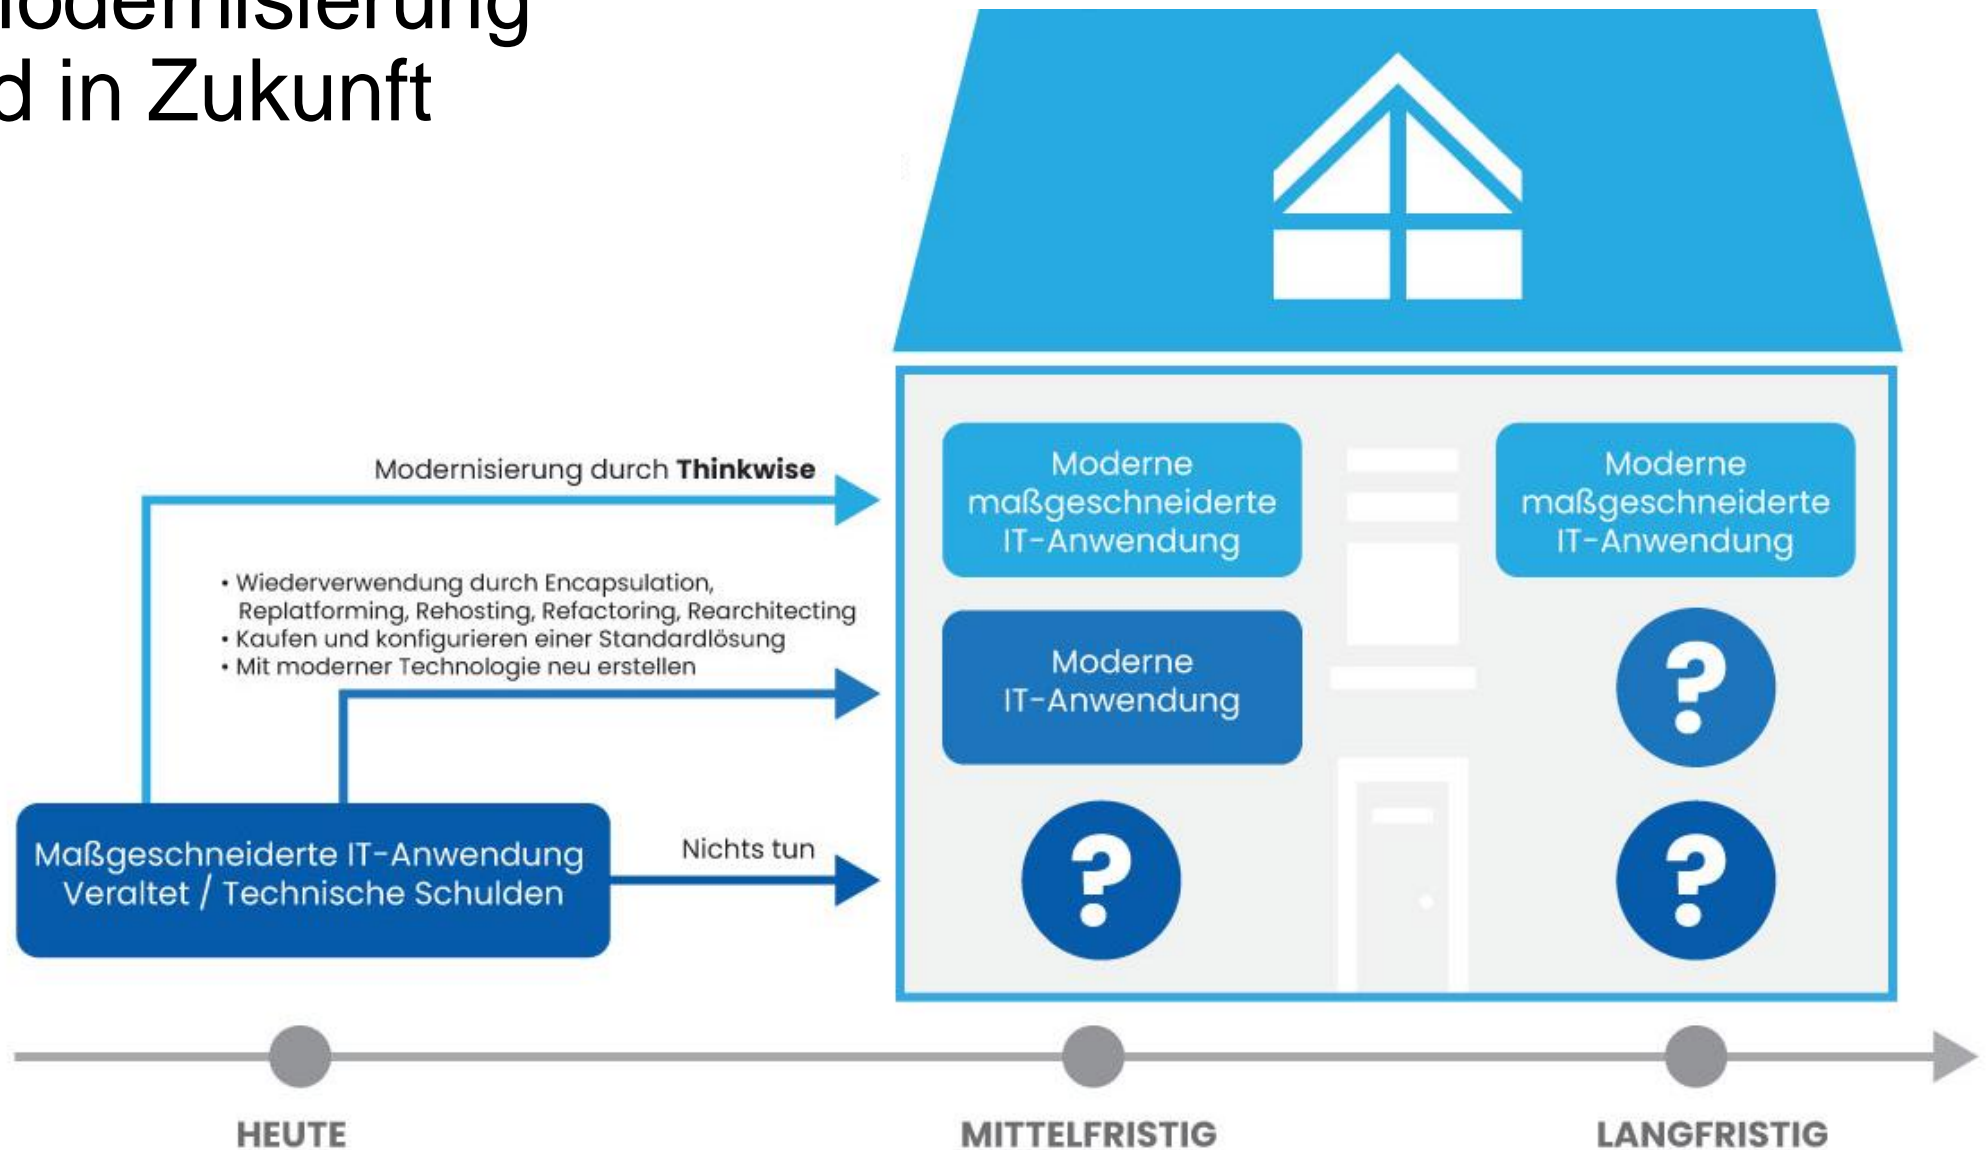 in Zukunft
Modernisierung durch Thinkwise
• Wiederverwendung durch Encapsulation,
Replatforming, Rehosting, Refactoring, Rearchitecting
• Kaufen und konfigurieren einer Standardlösung
• Mit moderner Technologie neu erstellen
Maßgeschneiderte IT-Anwendung
Veraltet / Technische Schulden
Nichts tun
Moderne
maßgeschneiderte
IT-Anwendung
Moderne
IT-Anwendung
?
Moderne
maßgeschneiderte
IT-Anwendung
?
?
HEUTE
MITTELFRISTIG
LANGFRISTIG